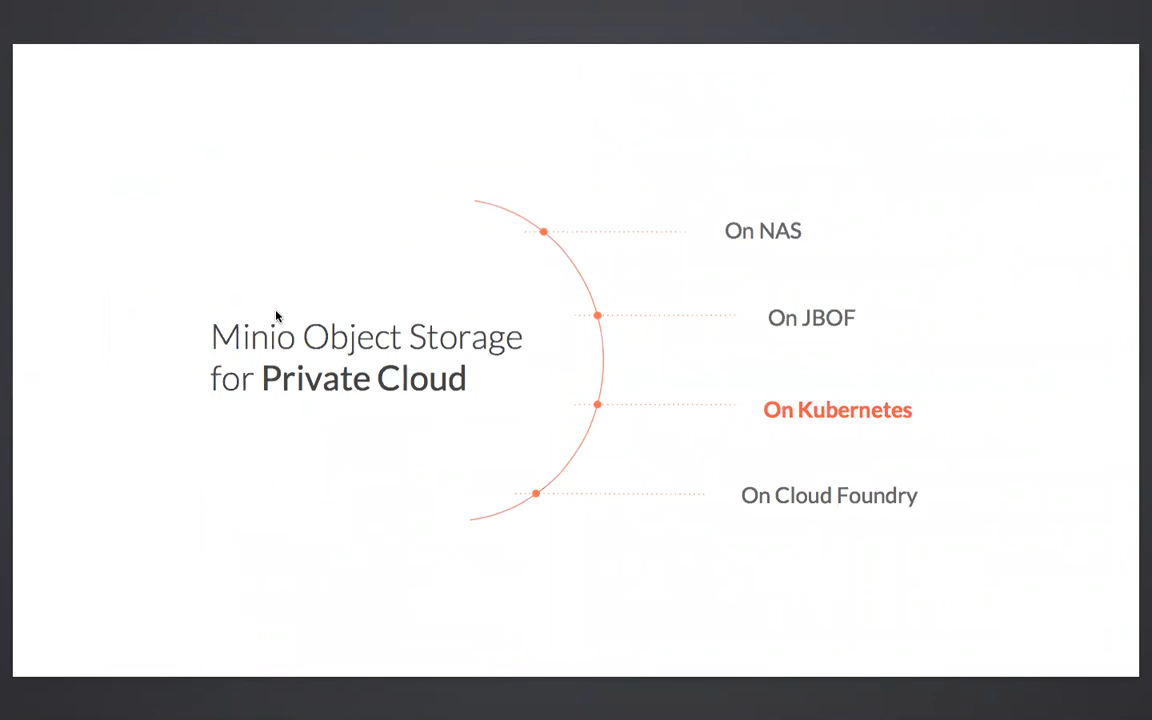 Minio Object Storage
for Private Cloud
On NAS
On JBOF
On Kubernetes
On Cloud Foundry